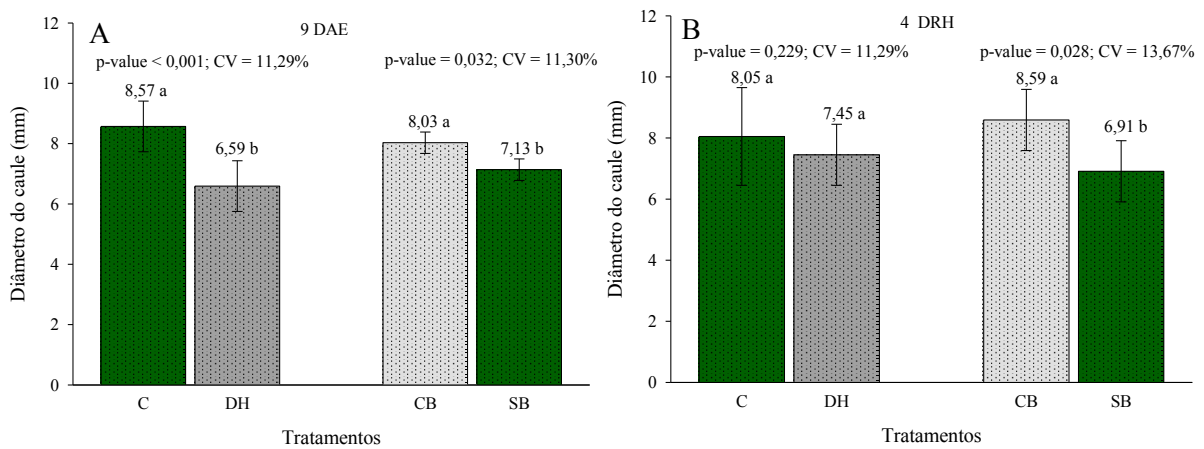 A
9 DAE
p-value < 0,001; CV = 11,29%
p-value = 0,032; CV = 11,30%
8,57 a
6,59 b
8,03 a
7,13 b
12
10
8
6
4
2
0
Diâmetro do caule (mm)
C
DH
CB
SB
Tratamentos
B
4 DRH
p-value = 0,229; CV = 11,29%
p-value = 0,028; CV = 13,67%
8,05 a
7,45 a
8,59 a
6,91 b
12
10
8
6
4
2
0
Diâmetro do caule (mm)
C
DH
CB
SB
Tratamentos